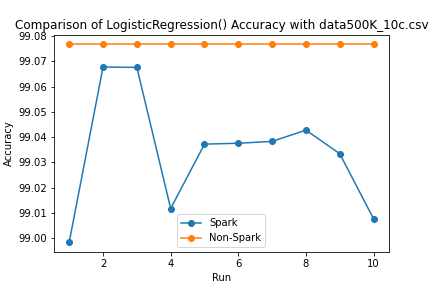 Comparison of LogisticRegression() Accuracy with data500K_10c.csv
99.08
99.07
99.06
99.05
99.04
99.03
99.02
99.01
99.00
Accuracy
Spark
Non-Spark
2
4
6
8
10
Run